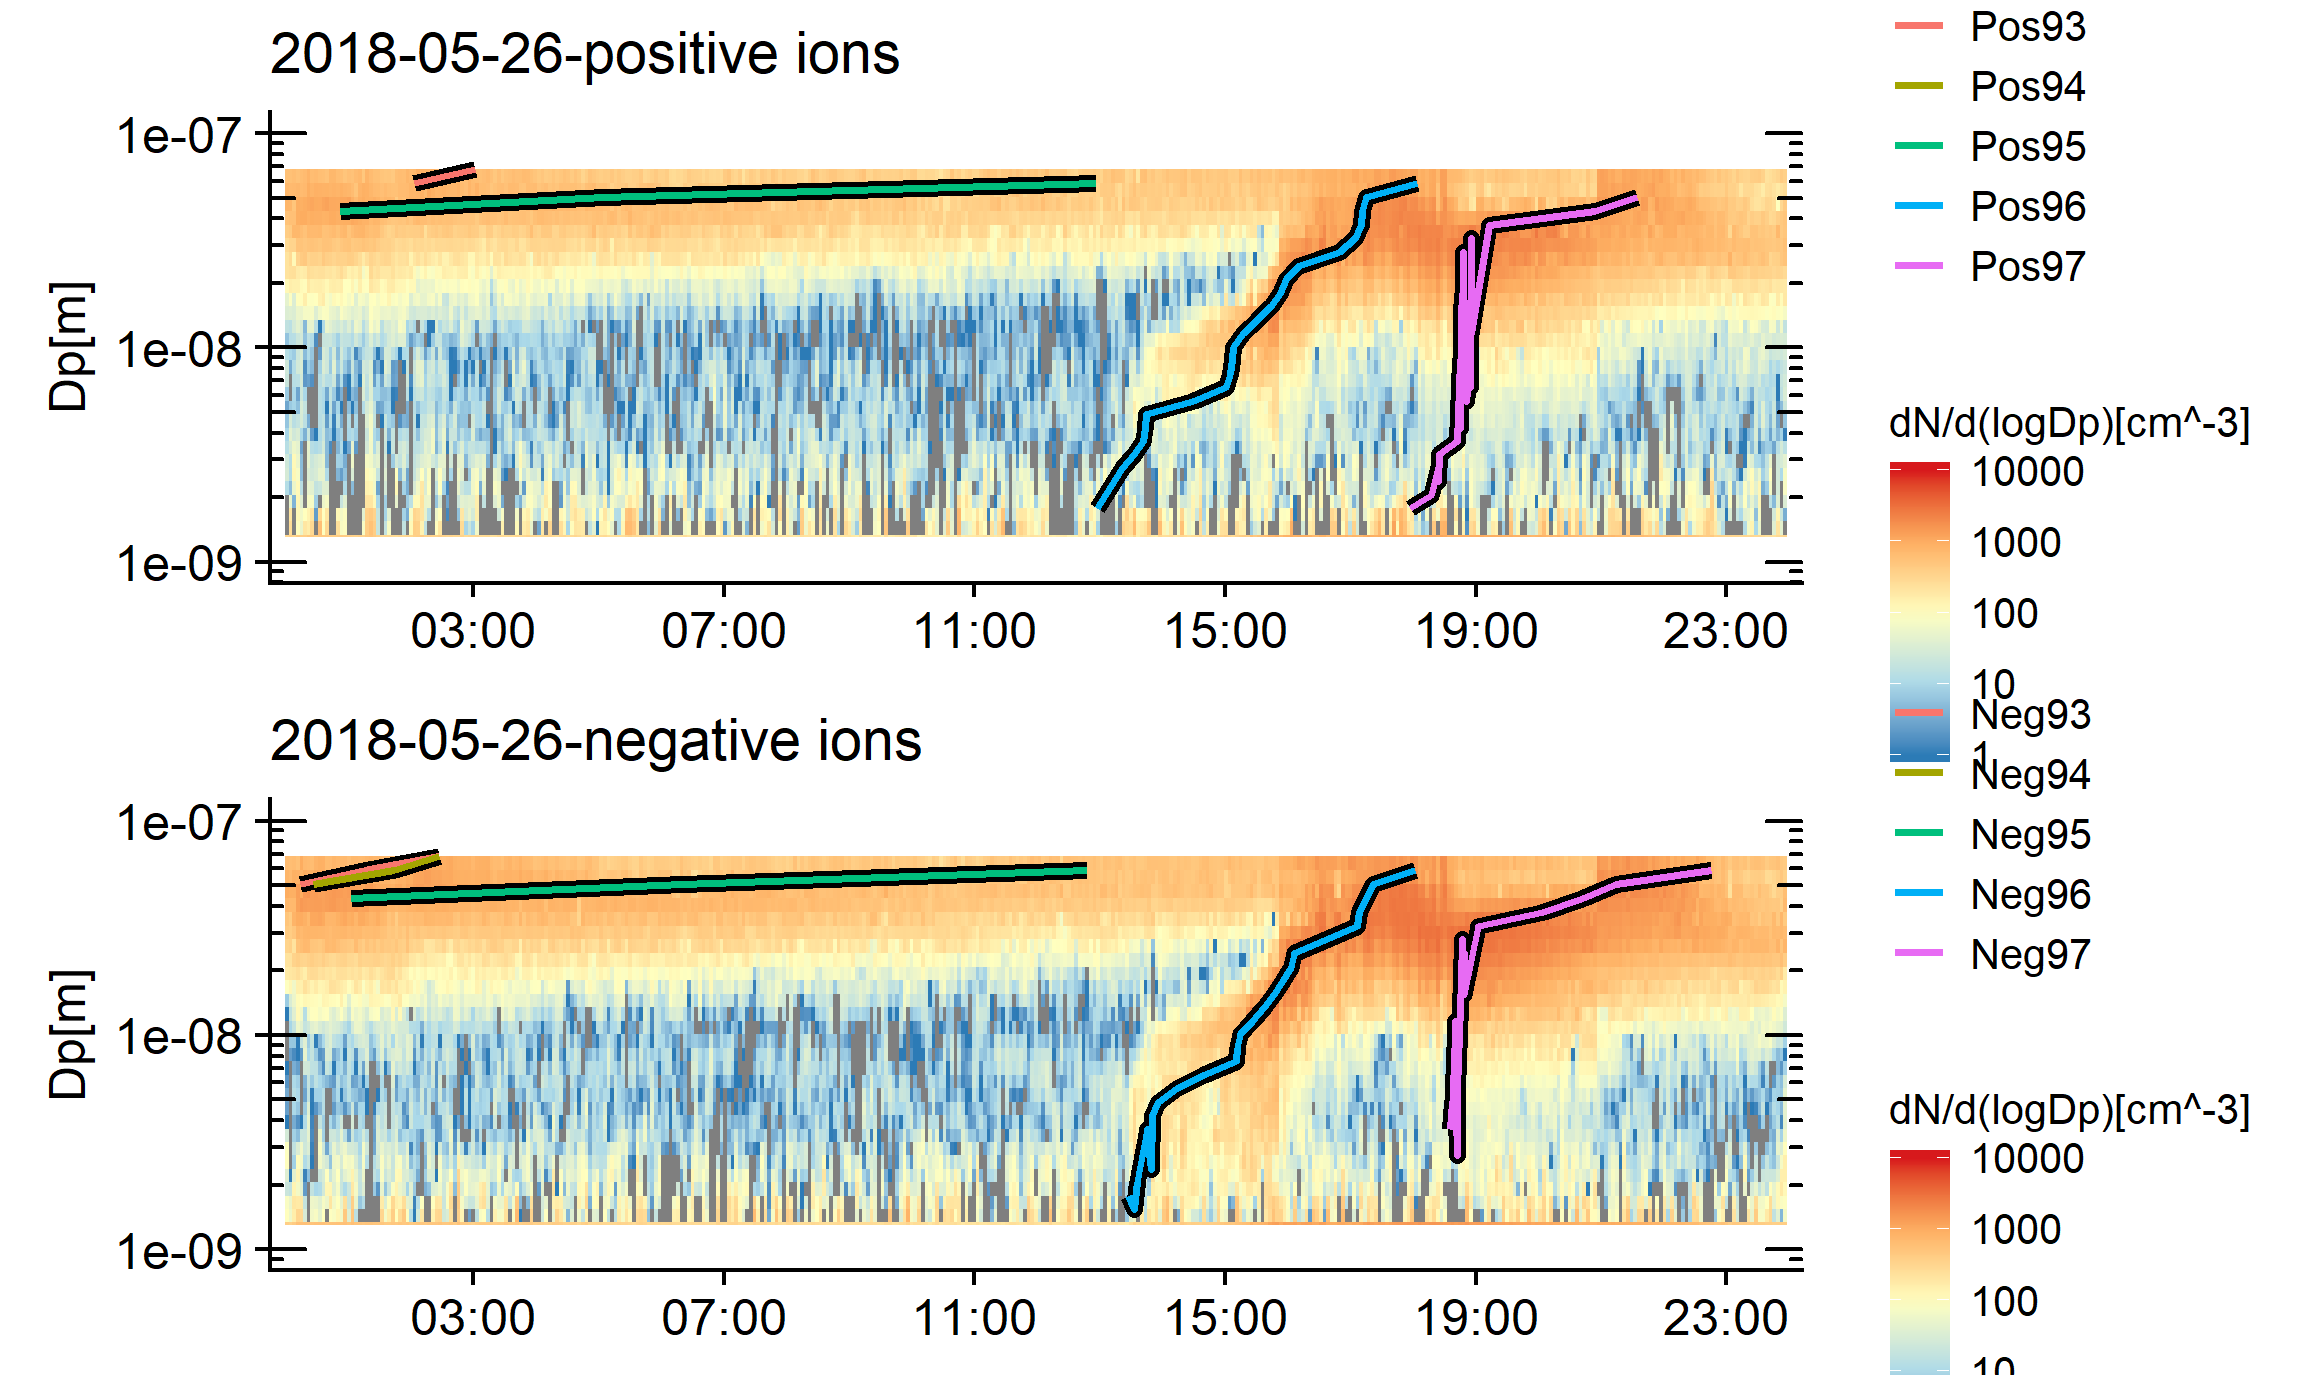 2018-05-26-positive ions
Dp[m]
1e-07
1e-08
1e-09
03:00 07:00 11:00 15:00 19:00 23:00
Pos93
Pos94
Pos95
Pos96
Pos97
dN/d(logDp)[cm^-3]
10000
1000
100
10
1
2018-05-26-negative ions
Dp[m]
1e-07
1e-08
1e-09
03:00 07:00 11:00 15:00 19:00 23:00
Neg93
Neg94
Neg95
Neg96
Neg97
dN/d(logDp)[cm^-3]
10000
1000
100
10